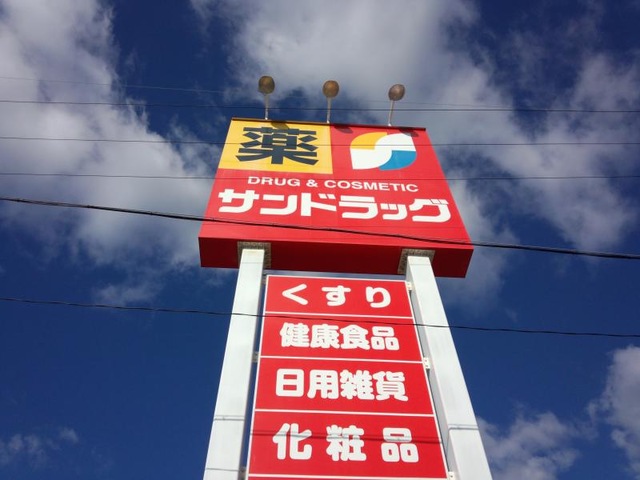 薬
DRUG & COSMETIC
サンドラッグ
くすり
健康食品
日用雑貨
化粧品